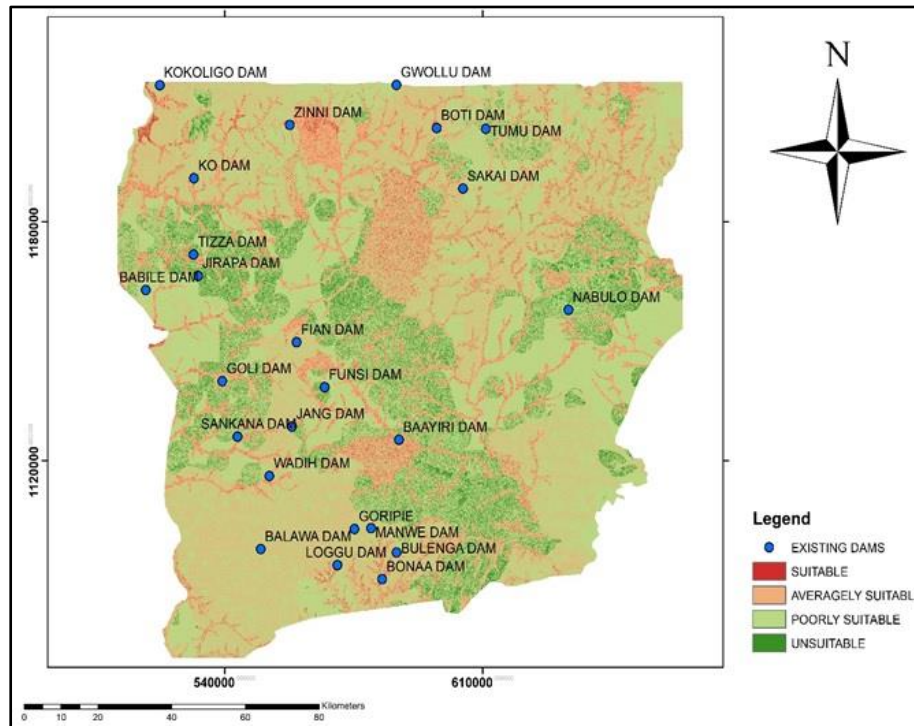 N
KOKOLIGO DAM
GWOLLU DAM
ZINNI DAM
BOTI DAM
TUMU DAM
KO DAM
SAKAI DAM
1180000
TIZZA DAM
JIRAPA DAM
BABILE DAM
NABULO DAM
FIAN DAM
GOLI DAM
FUNSI DAM
JANG DAM
SANKANA DAM
BAAYIRI DAM
1120000
WADIH DAM
GORIPIE
BALAWA DAM
MANWE DAM
LOGGU DAM
BULENGA DAM
BONAA DAM
Legend
EXISTING DAMS
SUITABLE
AVERAGELY SUITABL
POORLY SUITABLE
UNSUITABLE
540000
610000
Kilometers
0 10 20 40 60 80